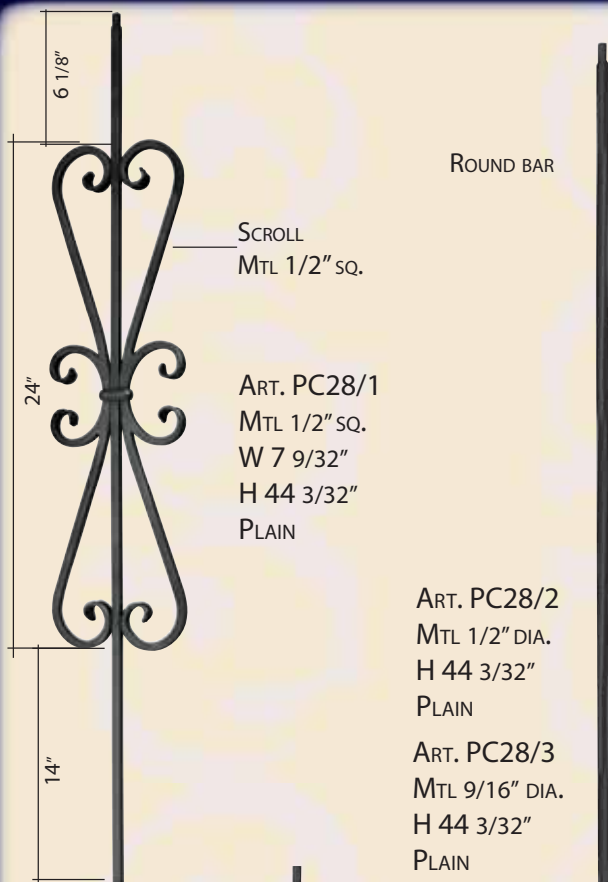 6 1/8"
Round bar
Scroll
Mtl 1/2" sq.
24"
Art. PC28/1
Mtl 1/2" sq.
W 7 9/32"
H 44 3/32"
Plain
Art. PC28/2
Mtl 1/2" dia.
H 44 3/32"
Plain
14"
Art. PC28/3
Mtl 9/16" dia.
H 44 3/32"
Plain